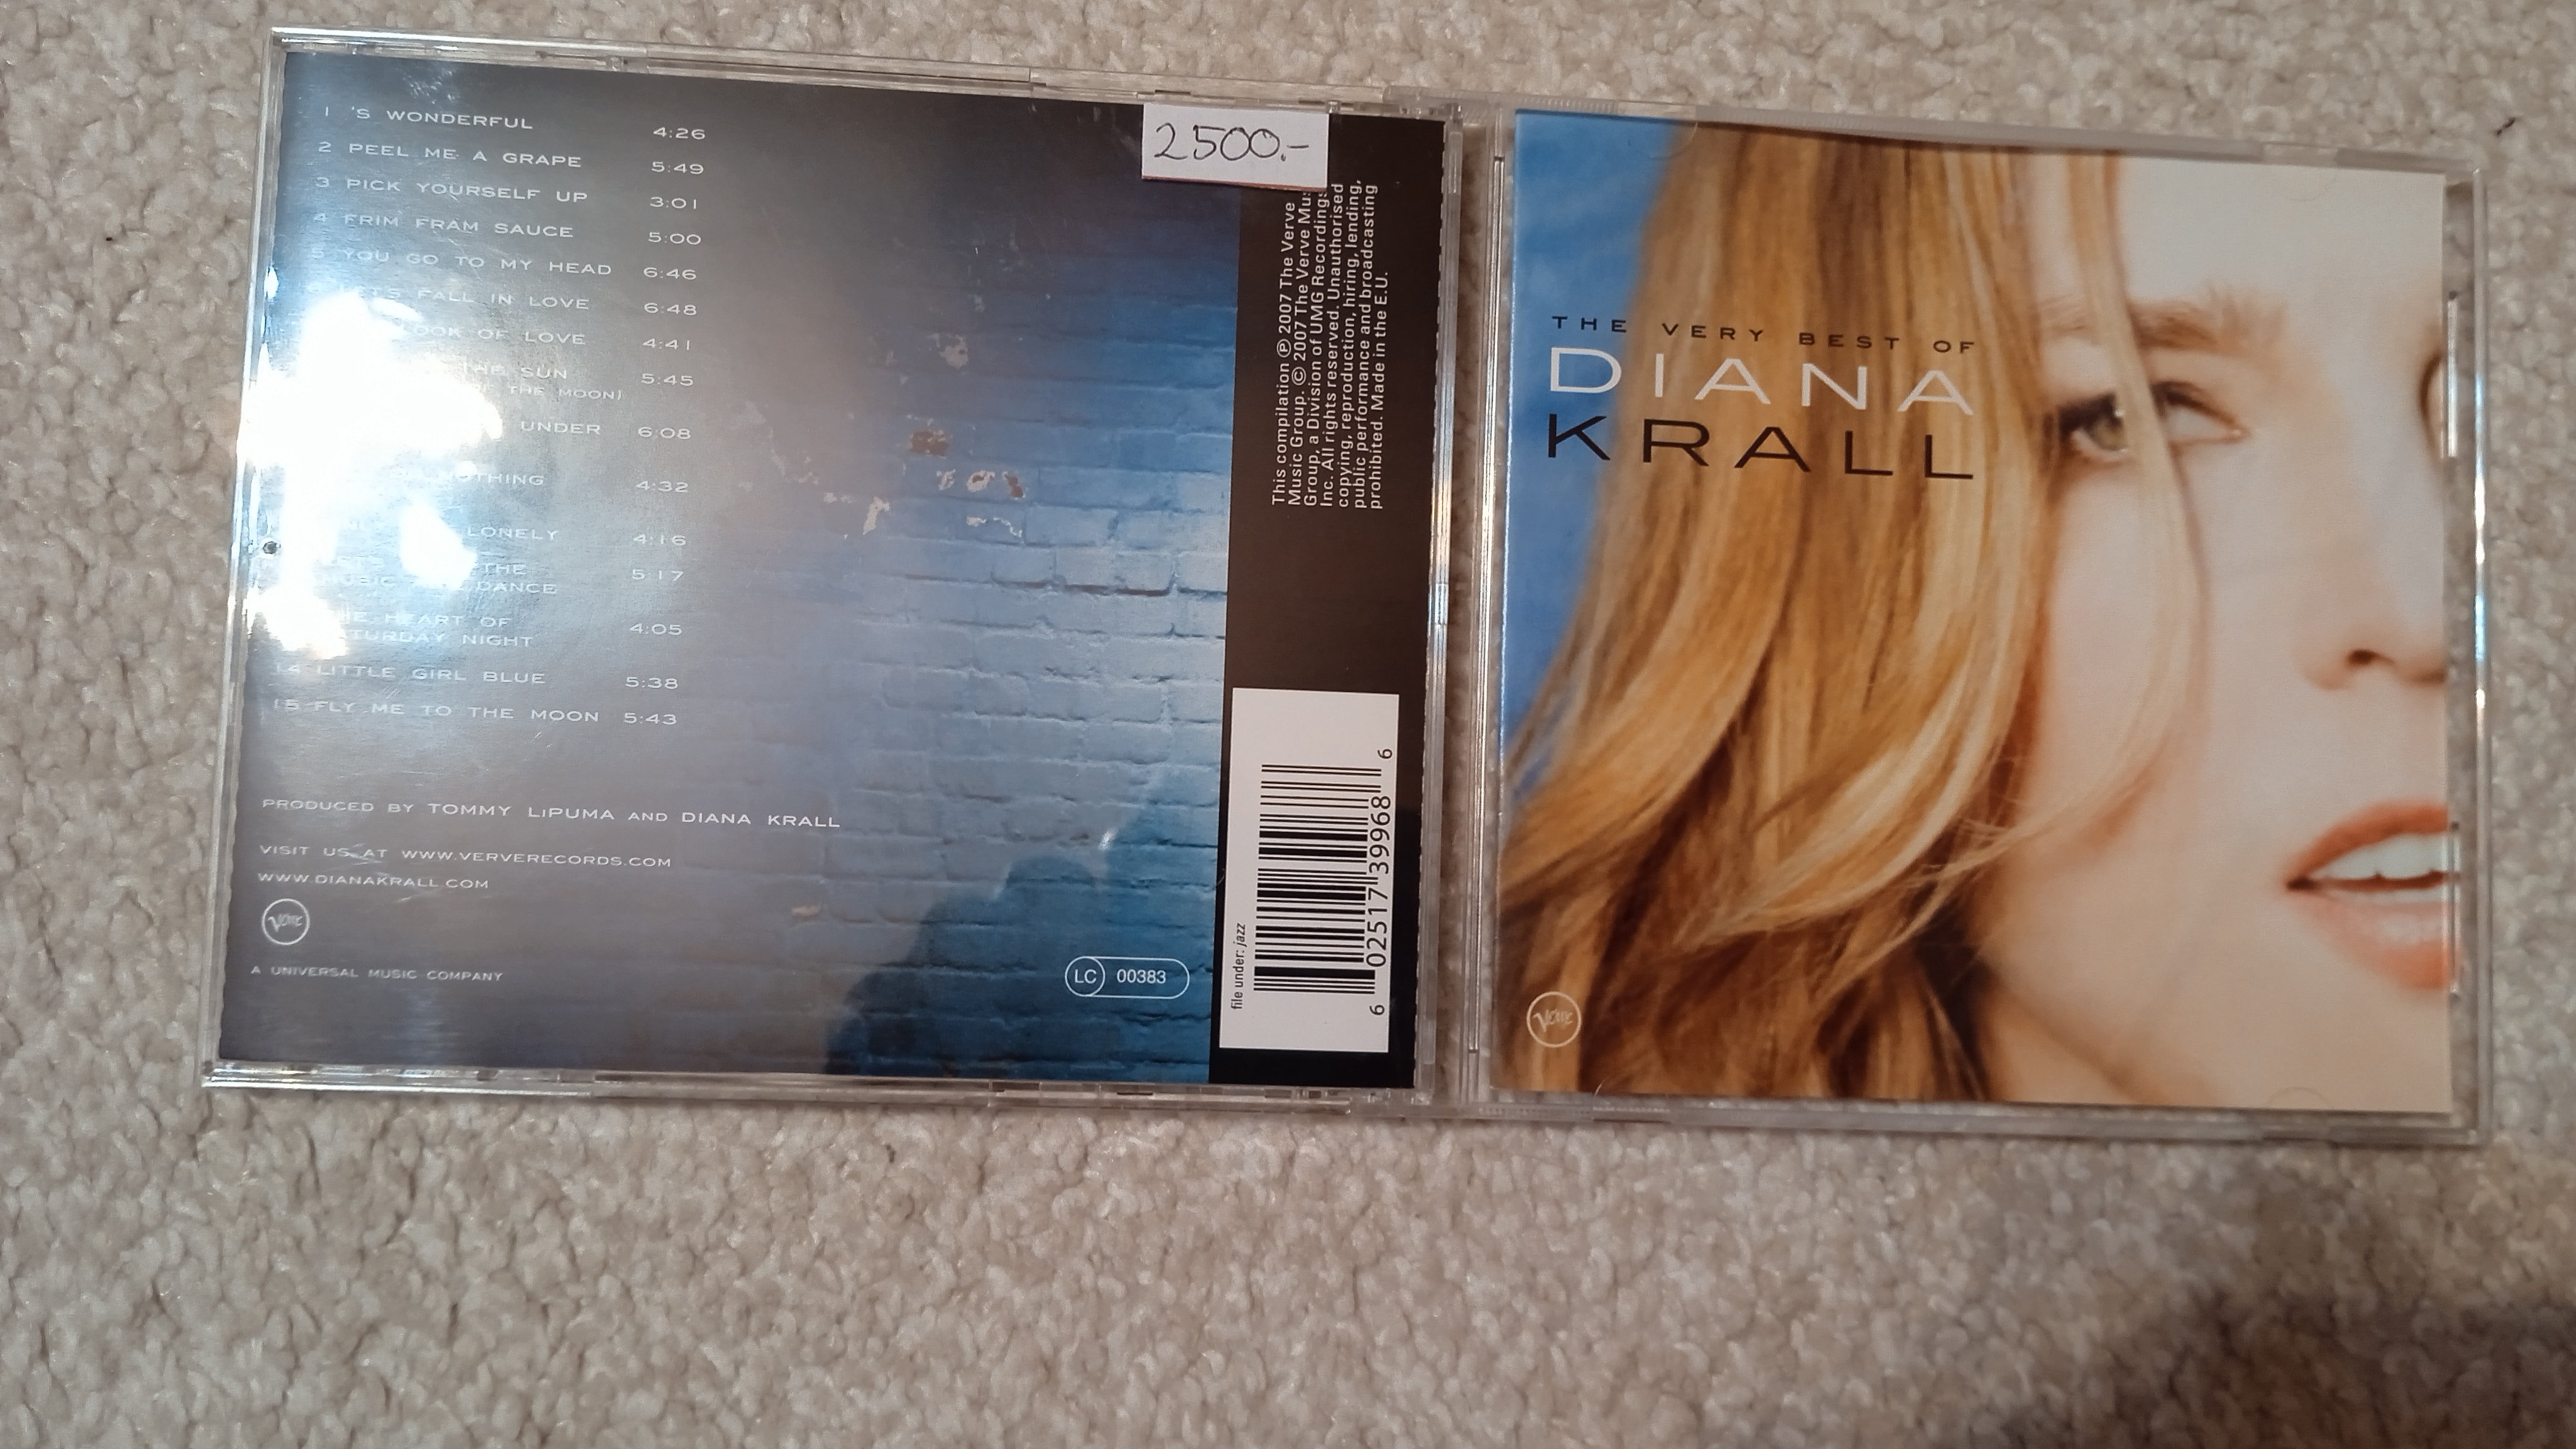 1 'S WONDERFUL 4:26
2 PEEL ME A GRAPE 5:49
3 PICK YOURSELF UP 3:01
4 FRIM FRAM SAUCE 5:00
5 YOU GO TO MY HEAD 6:46
FALL IN LOVE 6:48
LOOK OF LOVE 4:41
THE SUN 5:45
THE MOON)
UNDER 6:08
4:32
LONELY 4:16
THE 5:17
DANCE
HEART OF 4:05
NIGHT
14 LITTLE GIRL BLUE 5:38
15 FLY ME TO THE MOON 5:43
PRODUCED BY TOMMY LiPUMA AND DIANA KRALL
VISIT US AT WWW.VERVERECORDS.COM
WWW.DIANAKRALL.COM
Verve
A UNIVERSAL MUSIC COMPANY
LC 00383
2500.-
This compilation ℗ 2007 The Verve
Music Group. © 2007 The Verve
Group, a Division of UMG Recordings
Inc. All rights reserved. Unauthorised
copying, reproduction, hiring, lending,
public performance and broadcasting
prohibited. Made in the E.U.
file under: jazz
6 02517 39968 6
THE VERY BEST OF
DIANA
KRALL
Verve